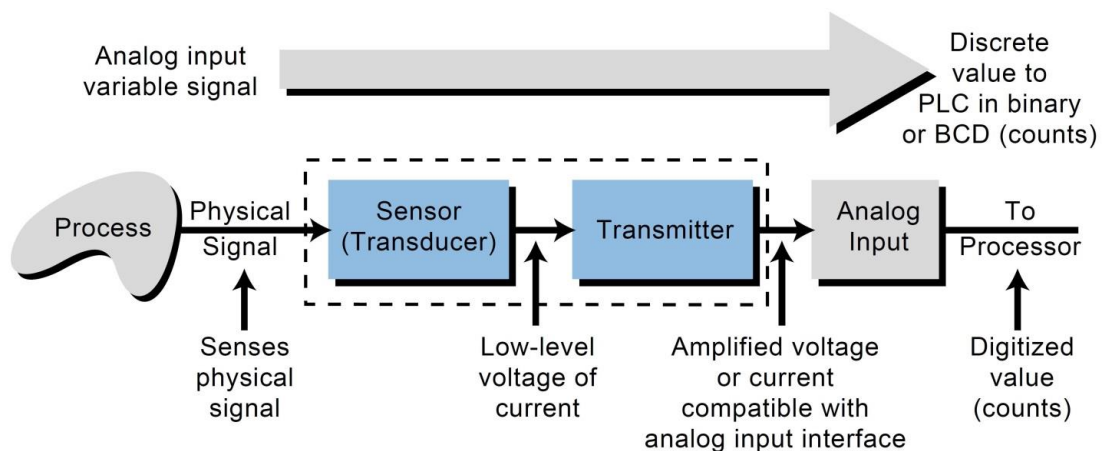 Analog input
variable signal
Discrete
value to
PLC in binary
or BCD (counts)
Process
Physical
Signal
Sensor
(Transducer)
Transmitter
Analog
Input
To
Processor
Senses
physical
signal
Low-level
voltage of
current
Amplified voltage
or current
compatible with
analog input interface
Digitized
value
(counts)